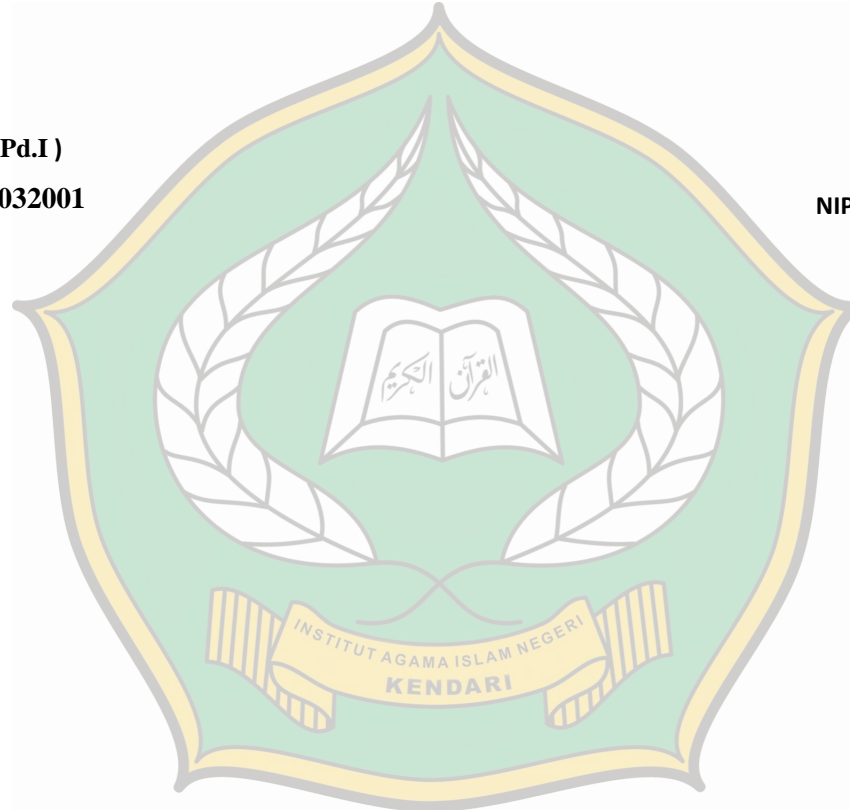 Pd.I )
032001
NIP
القرآن الكريم
INSTITUT AGAMA ISLAM NEGERI
KENDARI